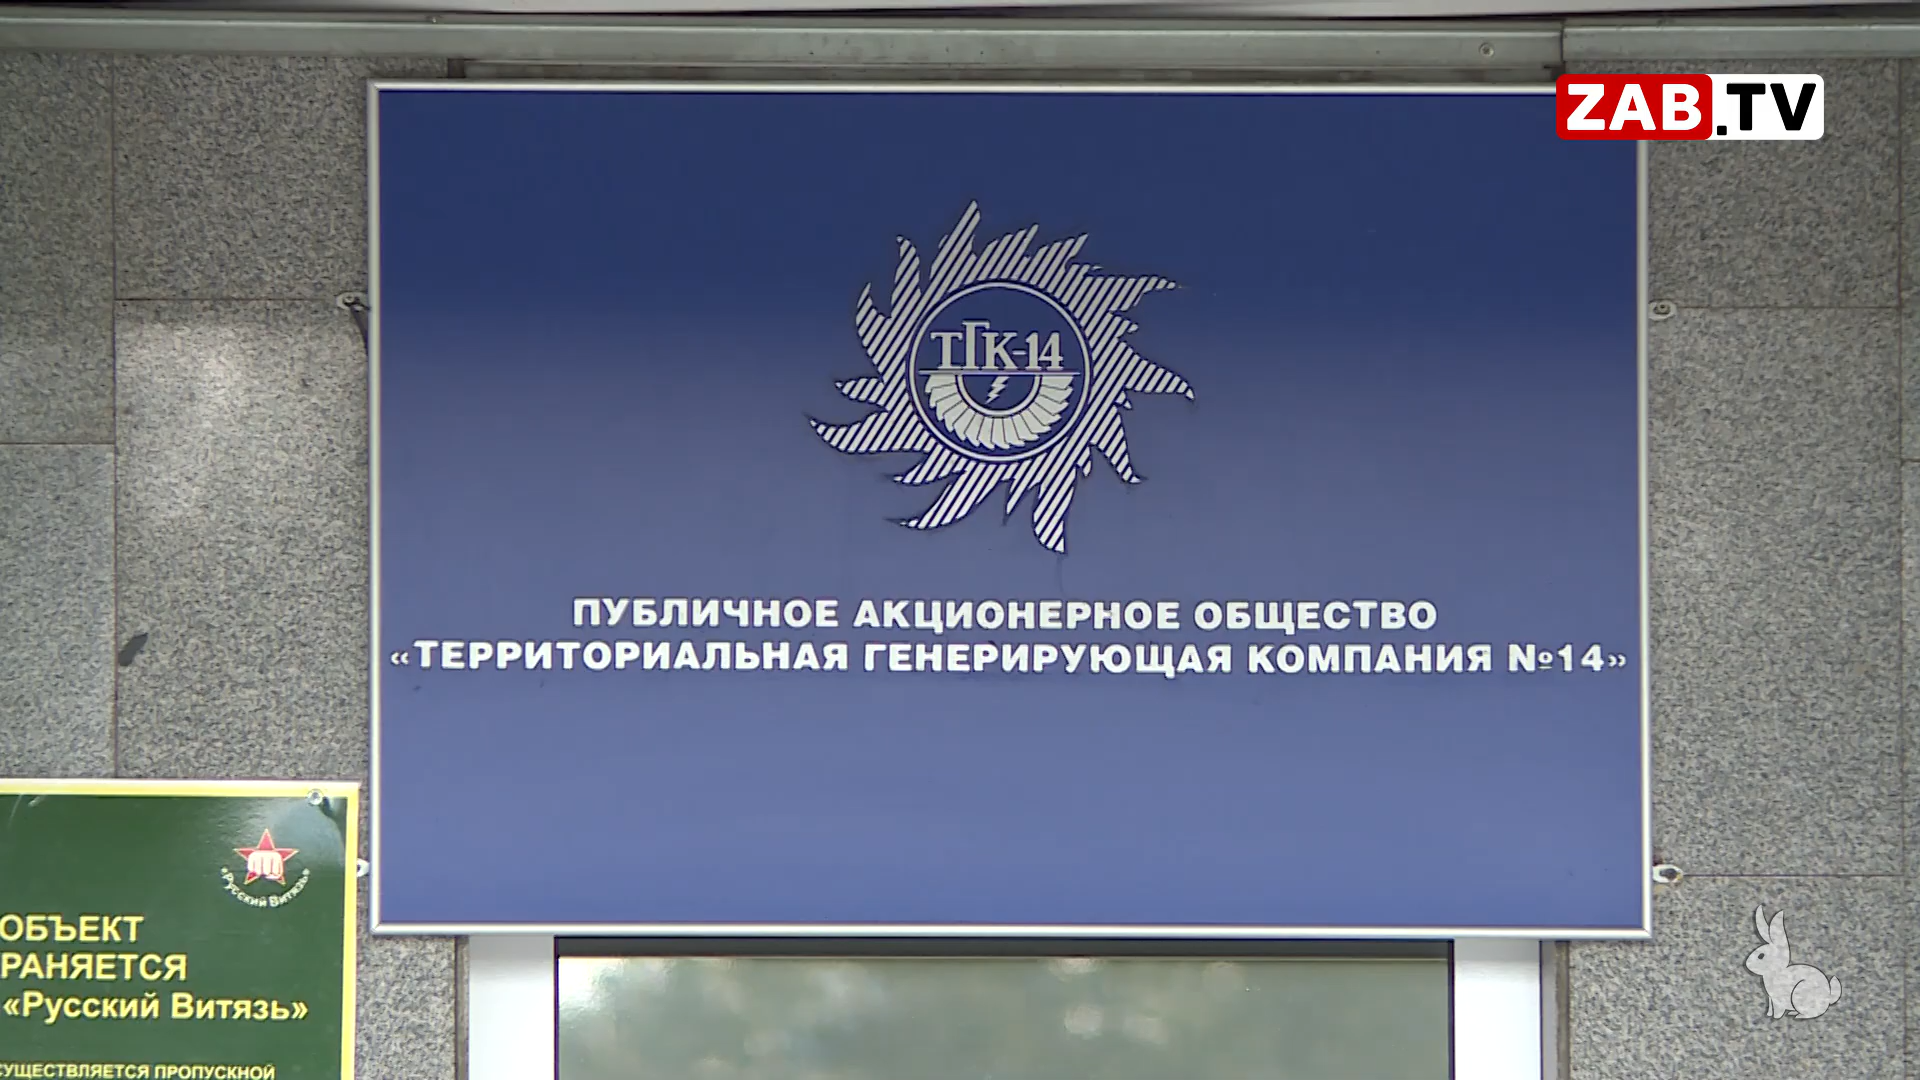 ZAB.TV
ТГК-14
ПУБЛИЧНОЕ АКЦИОНЕРНОЕ ОБЩЕСТВО
«ТЕРРИТОРИАЛЬНАЯ ГЕНЕРИРУЮЩАЯ КОМПАНИЯ №14»
«Русский Витязь»
ОБЪЕКТ
РАНЯЕТСЯ
«Русский Витязь»
СУЩЕСТВЛЯЕТСЯ ПРОПУСКНОЙ